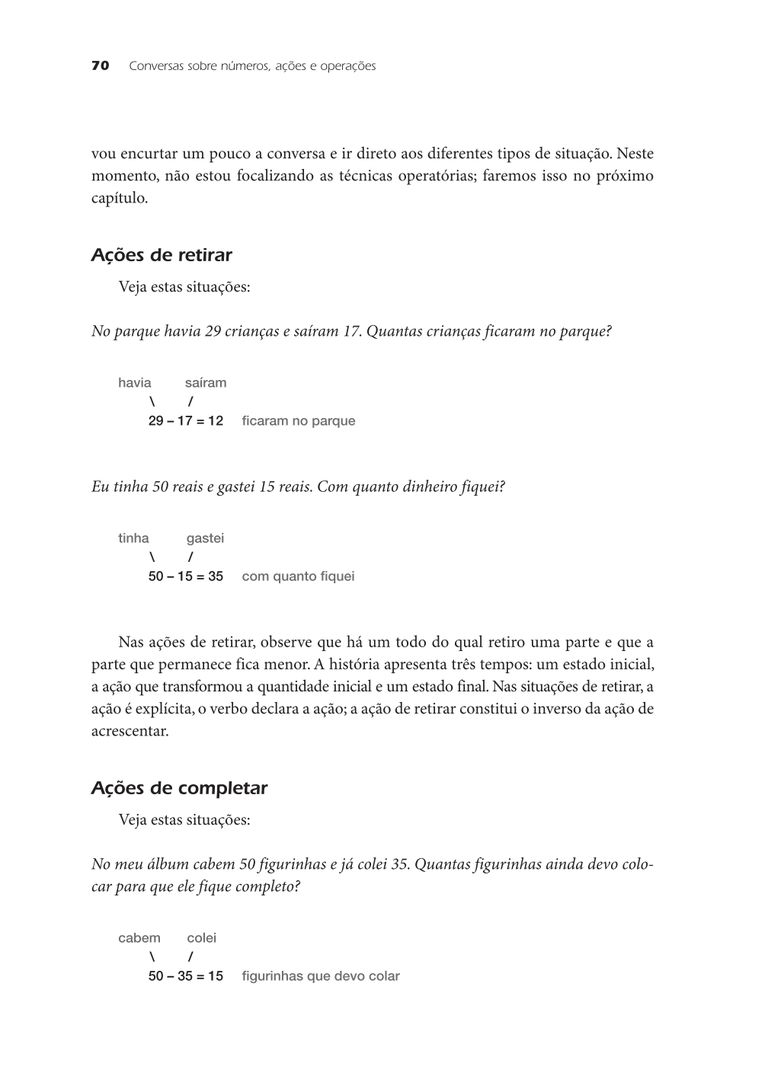 70 Conversas sobre números, ações e operações
vou encurtar um pouco a conversa e ir direto aos diferentes tipos de situação. Neste
momento, não estou focalizando as técnicas operatórias; faremos isso no próximo
capítulo.
Ações de retirar
Veja estas situações:
No parque havia 29 crianças e saíram 17. Quantas crianças ficaram no parque?
havia saíram
\ /
29 – 17 = 12 ficaram no parque
Eu tinha 50 reais e gastei 15 reais. Com quanto dinheiro fiquei?
tinha gastei
\ /
50 – 15 = 35 com quanto fiquei
Nas ações de retirar, observe que há um todo do qual retiro uma parte e que a
parte que permanece fica menor. A história apresenta três tempos: um estado inicial,
a ação que transformou a quantidade inicial e um estado final. Nas situações de retirar, a
ação é explícita, o verbo declara a ação; a ação de retirar constitui o inverso da ação de
acrescentar.
Ações de completar
Veja estas situações:
No meu álbum cabem 50 figurinhas e já colei 35. Quantas figurinhas ainda devo colo-
car para que ele fique completo?
cabem colei
\ /
50 – 35 = 15 figurinhas que devo colar